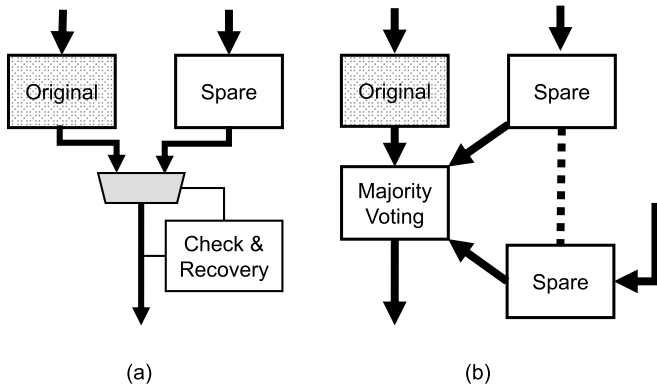 Original
Spare
Check &
Recovery
(a)
Original
Spare
Majority
Voting
Spare
(b)